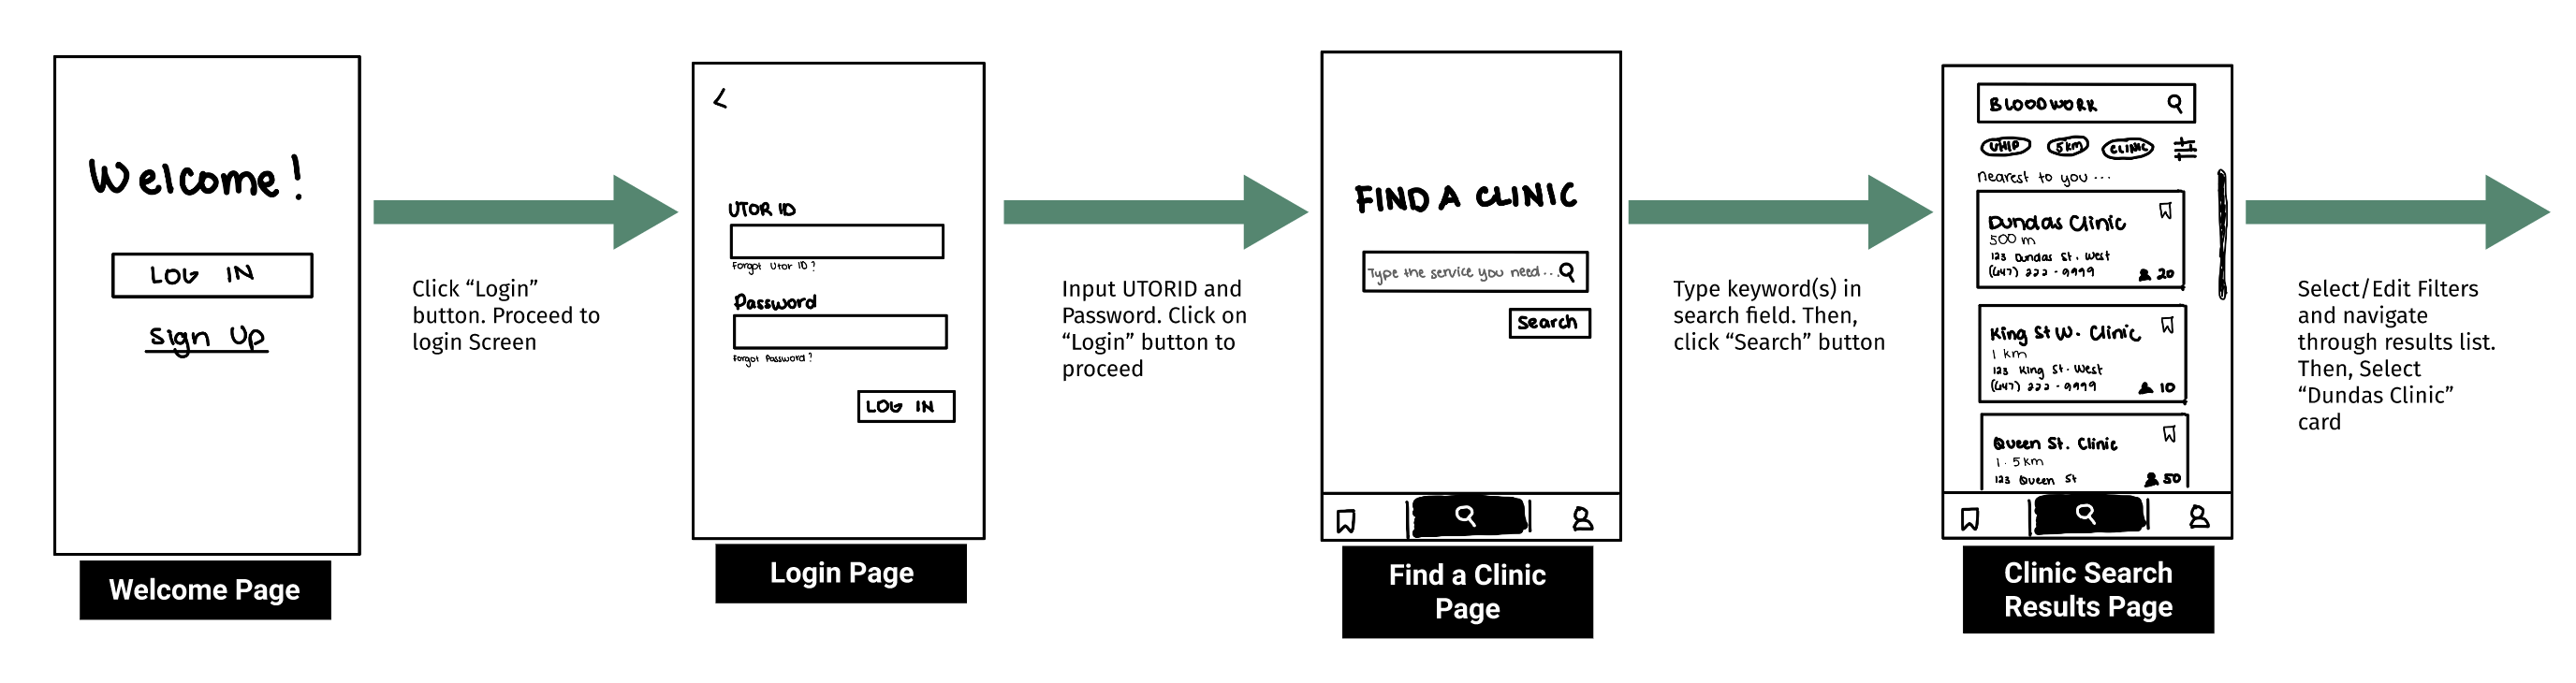 Welcome!
LOG IN
Sign Up
Welcome Page
Click “Login”
button. Proceed to
login Screen
UTOR ID
Forgot Utor ID?
Password
Forgot Password?
LOG IN
Login Page
Input UTORID and
Password. Click on
“Login” button to
proceed
FIND A CLINIC
Type the service you need...
Search
Find a Clinic
Page
Type keyword(s) in
search field. Then,
click “Search” button
BLOODWORK
UHIP 5km CLINIC
nearest to you ...
Dundas Clinic
500 m
123 Dundas St. West
(647) 222-9999 20
King St W. Clinic
1 km
123 King St. West
(647) 222-9999 10
Queen St. Clinic
1.5km
123 Queen St 50
Clinic Search
Results Page
Select/Edit Filters
and navigate
through results list.
Then, Select
“Dundas Clinic”
card